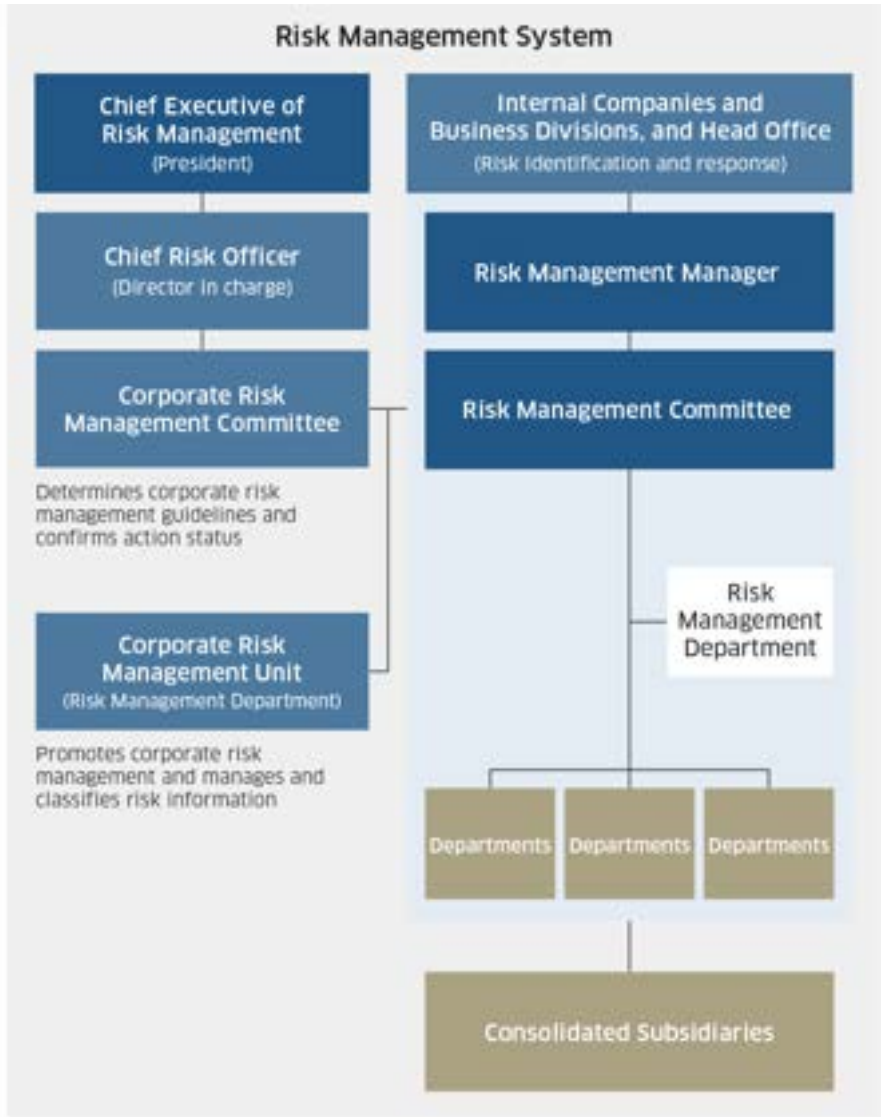 Risk Management System
Chief Executive of
Risk Management
(President)
Chief Risk Officer
(Director in charge)
Corporate Risk
Management Committee
Determines corporate risk
management guidelines and
confirms action status
Corporate Risk
Management Unit
(Risk Management Department)
Promotes corporate risk
management and manages and
classifies risk information
Internal Companies and
Business Divisions, and Head Office
(Risk identification and response)
Risk Management Manager
Risk Management Committee
Risk
Management
Department
Departments
Departments
Departments
Consolidated Subsidiaries